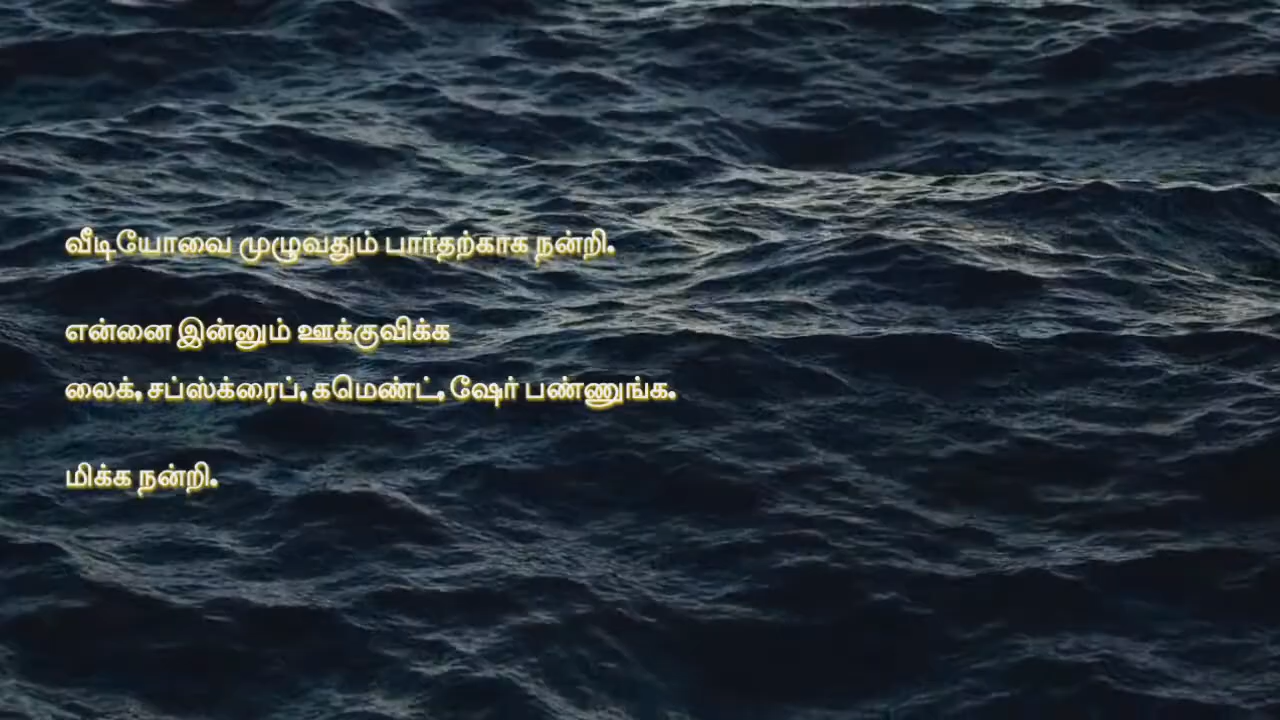 வீடியோவை முழுவதும் பார்தற்காக நன்றி.
என்னை இன்னும் ஊக்குவிக்க
லைக், சப்ஸ்க்ரைப், கமெண்ட், ஷேர் பண்ணுங்க.
மிக்க நன்றி.